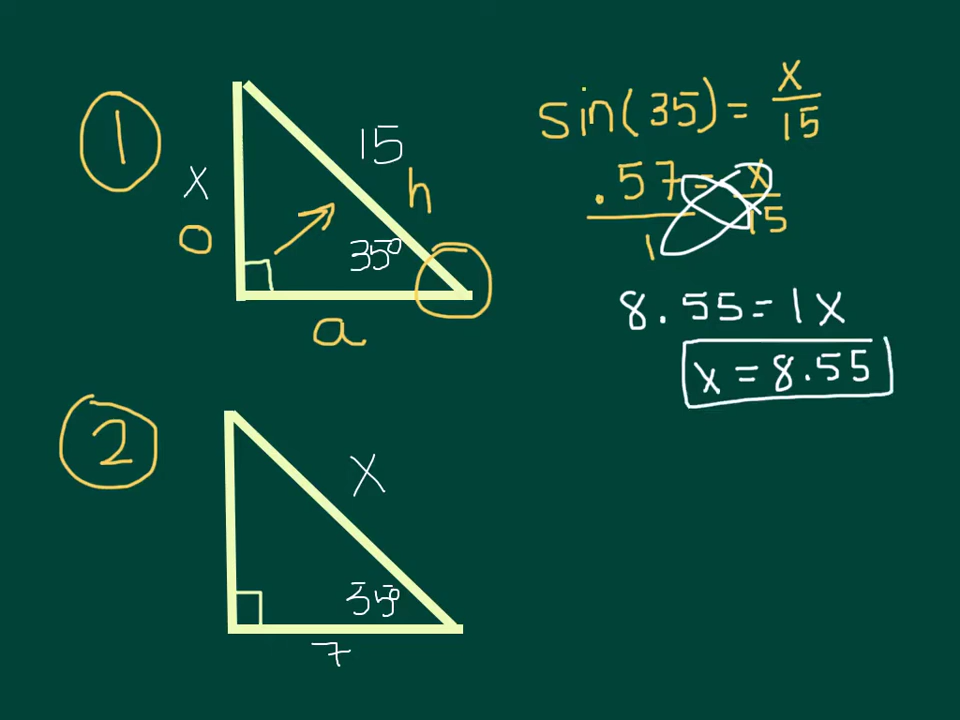 1
x
15
h
o
35°
a
sin(35) = x/15
.57/1 = x/15
8.55 = 1x
x = 8.55
2
x
35°
7